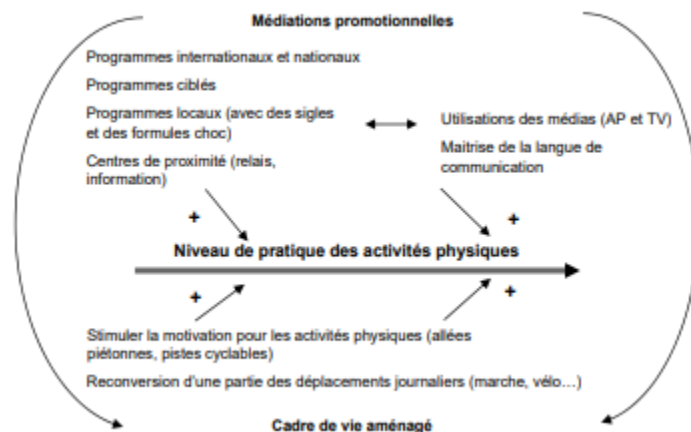 Médiations promotionnelles
Programmes internationaux et nationaux
Programmes ciblés
Programmes locaux (avec des sigles
et des formules choc)
Centres de proximité (relais,
information)
Utilisations des médias (AP et TV)
Maitrise de la langue de
communication
+
+
Niveau de pratique des activités physiques
+
+
Stimuler la motivation pour les activités physiques (allées
piétonnes, pistes cyclables)
Reconversion d'une partie des déplacements journaliers (marche, vélo…)
Cadre de vie aménagé